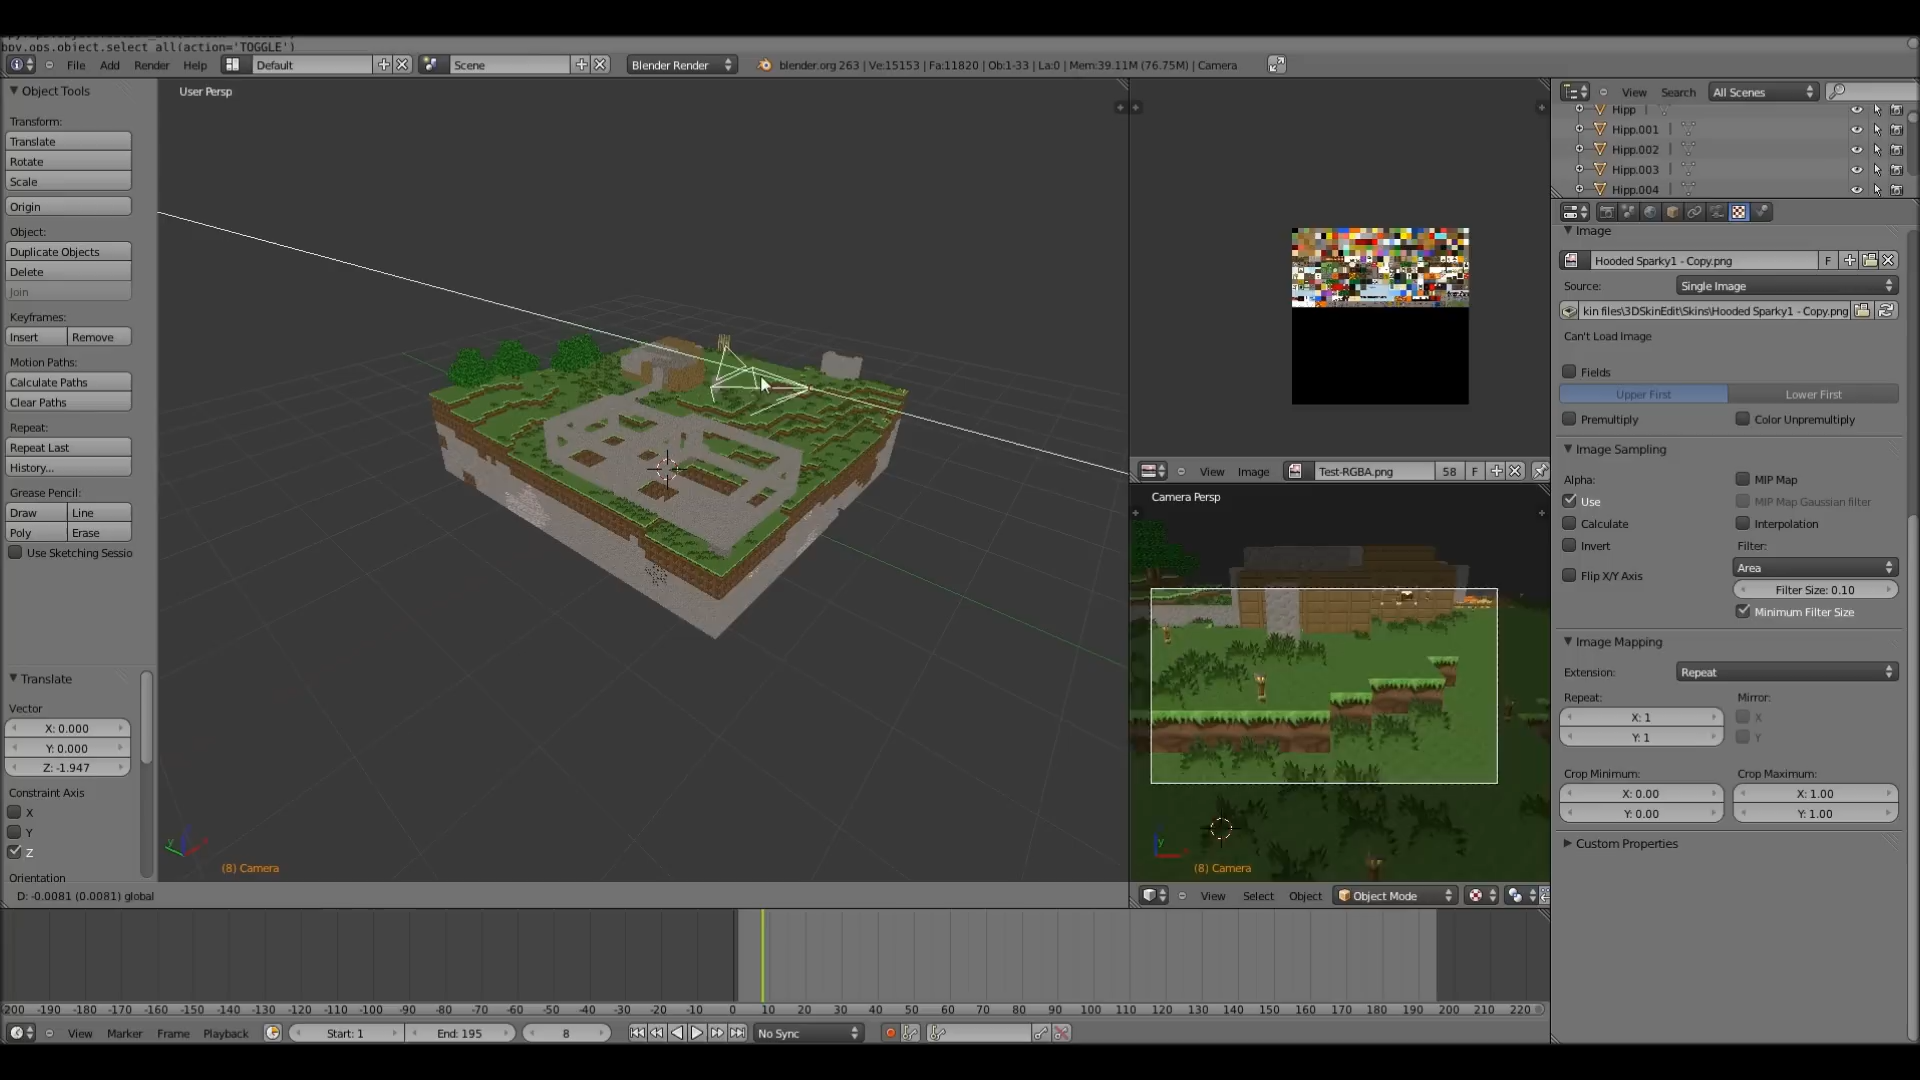 bpy.ops.object.select_all(action='TOGGLE')
File Add Render Help Default Scene Blender Render blender.org 263 | Ve:15153 | Fa:11820 | Ob:1-33 | La:0 | Mem:39.11M (76.75M) | Camera
Object Tools
Transform:
Translate
Rotate
Scale
Origin
Object:
Duplicate Objects
Delete
Join
Keyframes:
Insert Remove
Motion Paths:
Calculate Paths
Clear Paths
Repeat:
Repeat Last
History...
Grease Pencil:
Draw Line
Poly Erase
Use Sketching Sessio
Translate
Vector
X: 0.000
Y: 0.000
Z: -1.947
Constraint Axis
X
Y
Z
Orientation
User Persp
(8) Camera
D: -0.0081 (0.0081) global
View Image Test-RGBA.png 58 F
Camera Persp
(8) Camera
View Select Object Object Mode
View Search All Scenes
Hipp
Hipp.001
Hipp.002
Hipp.003
Hipp.004
Image
Hooded Sparky1 - Copy.png F
Source: Single Image
kin files\3DSkinEdit\Skins\Hooded Sparky1 - Copy.png
Can't Load Image
Fields
Upper First Lower First
Premultiply Color Unpremultiply
Image Sampling
Alpha: MIP Map
Use MIP Map Gaussian filter
Calculate Interpolation
Invert Filter:
Area
Flip X/Y Axis
Filter Size: 0.10
Minimum Filter Size
Image Mapping
Extension: Repeat
Repeat: Mirror:
X: 1 X
Y: 1 Y
Crop Minimum: Crop Maximum:
X: 0.00 X: 1.00
Y: 0.00 Y: 1.00
Custom Properties
-200 -190 -180 -170 -160 -150 -140 -130 -120 -110 -100 -90 -80 -70 -60 -50 -40 -30 -20 -10 0 10 20 30 40 50 60 70 80 90 100 110 120 130 140 150 160 170 180 190 200 210 220
View Marker Frame Playback Start: 1 End: 195 8 No Sync